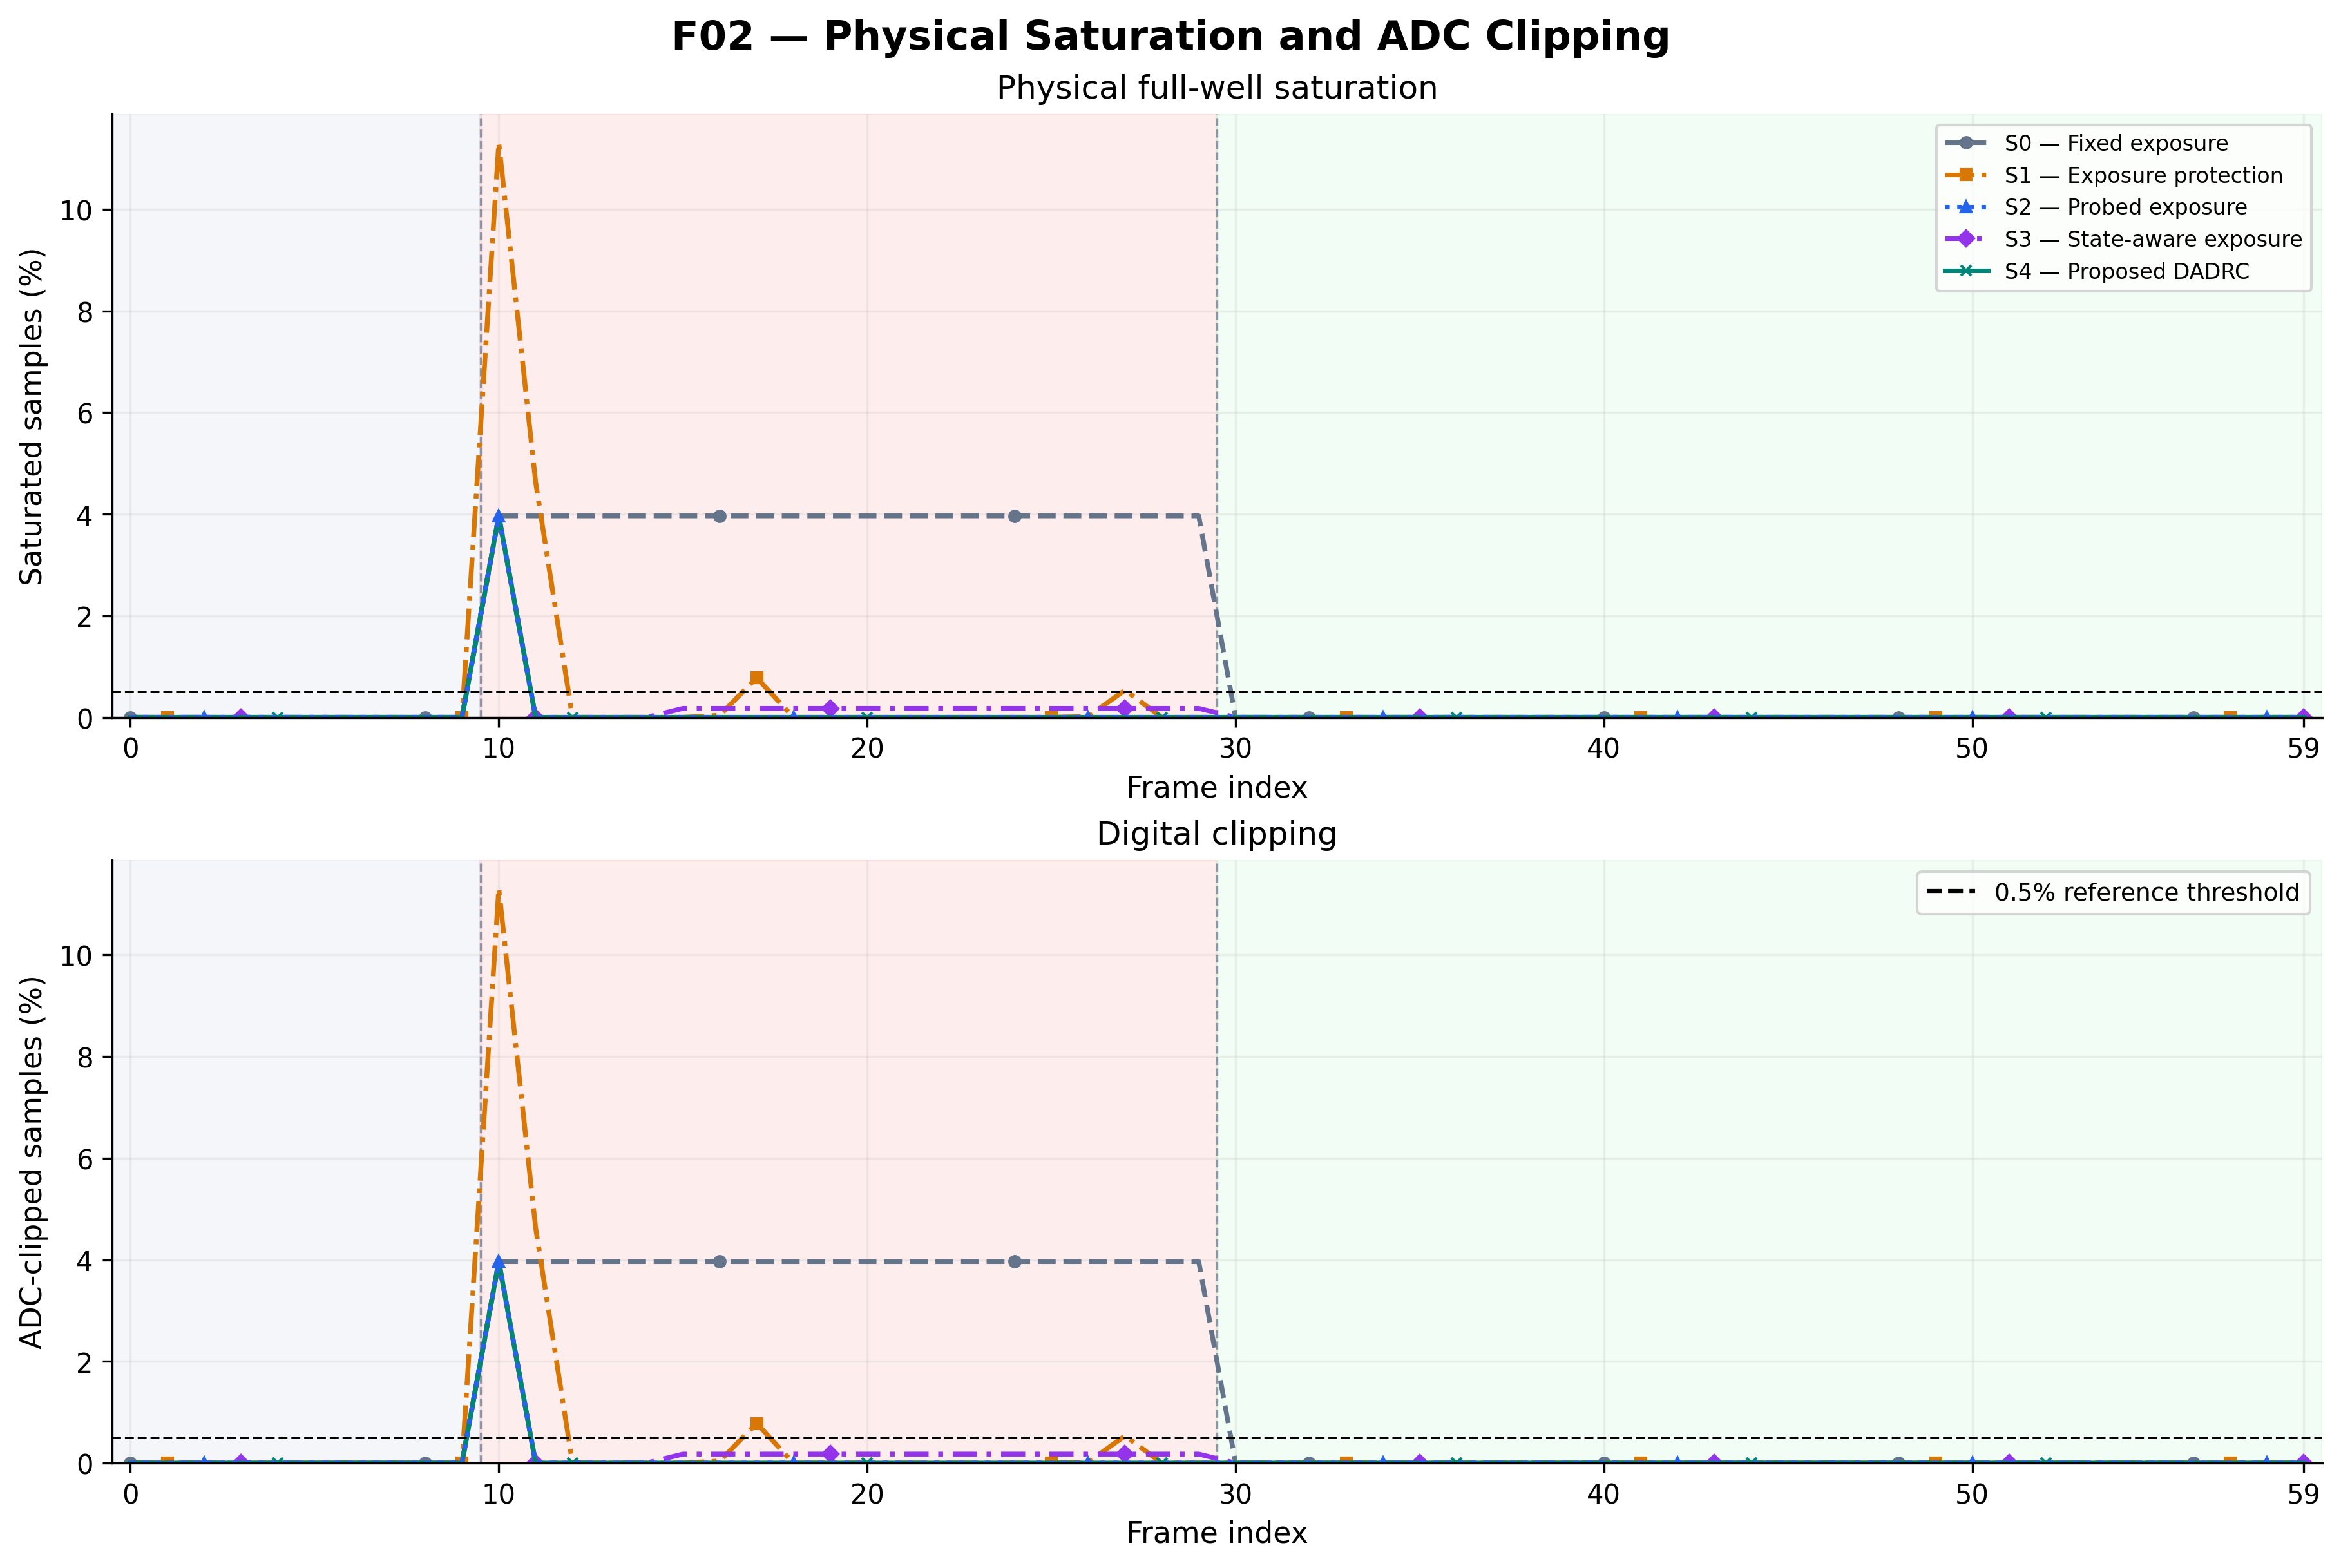 F02 — Physical Saturation and ADC Clipping
Physical full-well saturation
Saturated samples (%)
10
8
6
4
2
0
S0 — Fixed exposure
S1 — Exposure protection
S2 — Probed exposure
S3 — State-aware exposure
S4 — Proposed DADRC
0 10 20 30 40 50 59
Frame index
Digital clipping
ADC-clipped samples (%)
10
8
6
4
2
0
0.5% reference threshold
0 10 20 30 40 50 59
Frame index